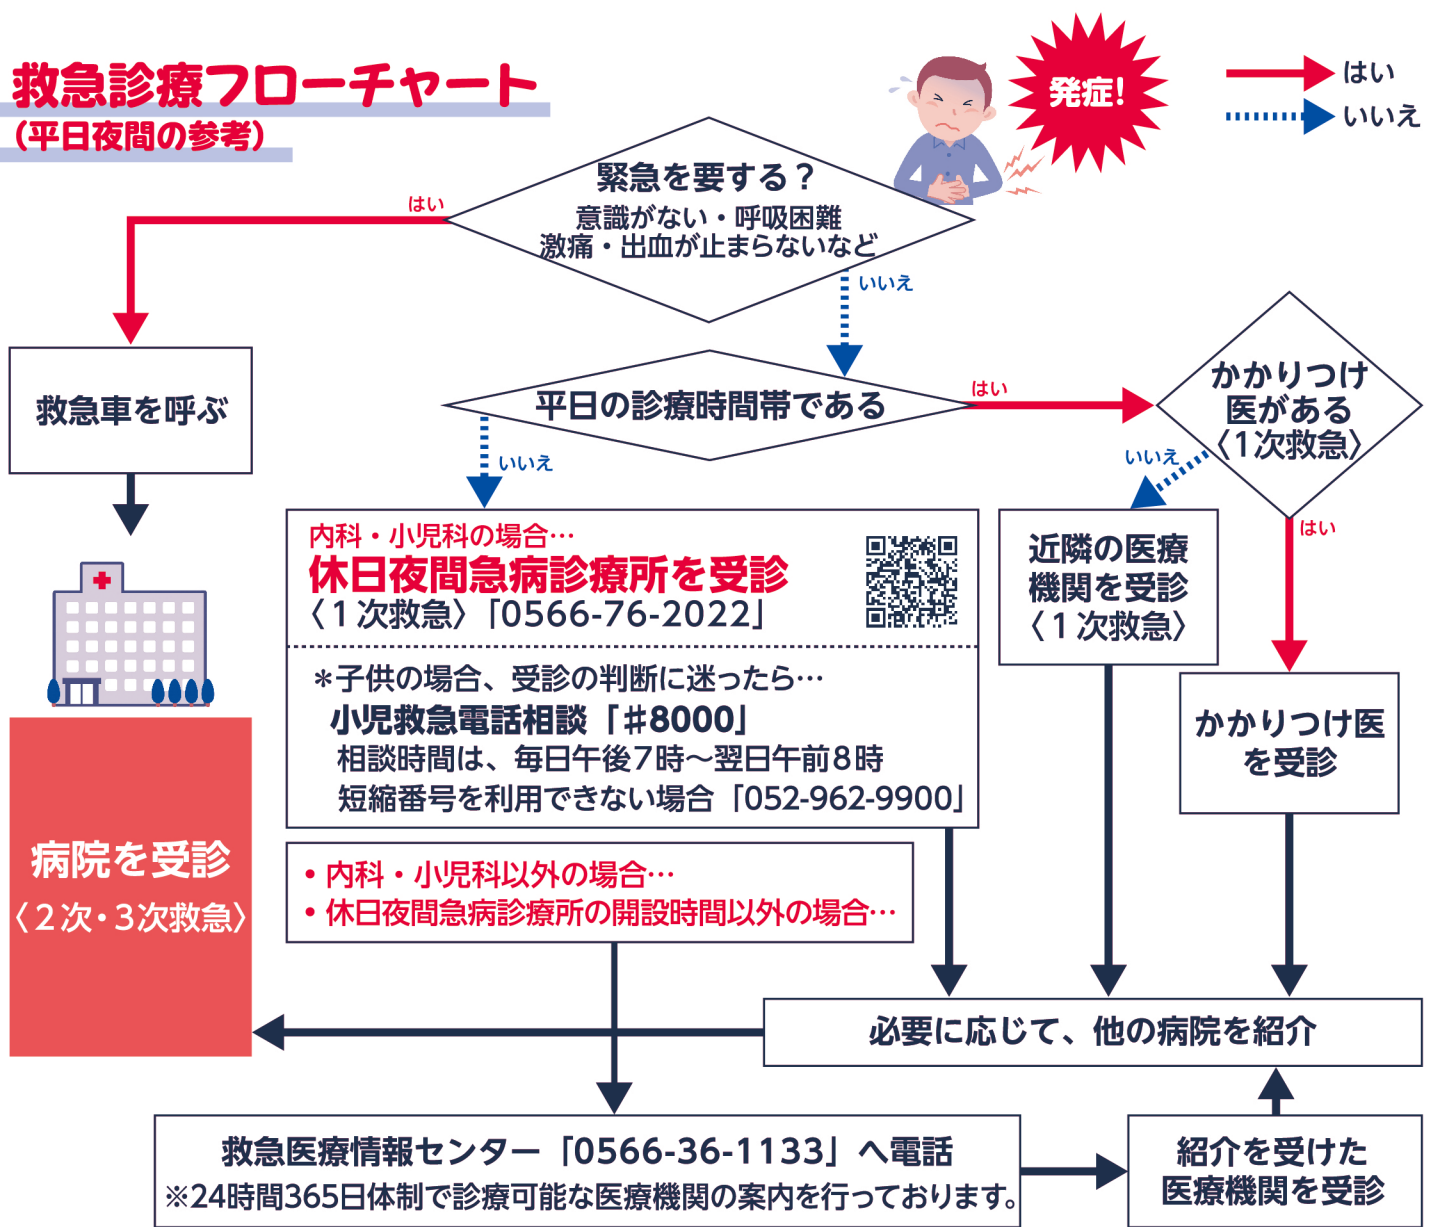 救急診療フローチャート
（平日夜間の参考）
発症！
はい
いいえ
緊急を要する？
意識がない・呼吸困難
激痛・出血が止まらないなど
はい
いいえ
救急車を呼ぶ
平日の診療時間帯である
はい
いいえ
かかりつけ
医がある
〈1次救急〉
いいえ
はい
内科・小児科の場合…
休日夜間急病診療所を受診
〈1次救急〉「0566-76-2022」
＊子供の場合、受診の判断に迷ったら…
小児救急電話相談「♯8000」
相談時間は、毎日午後7時～翌日午前8時
短縮番号を利用できない場合「052-962-9900」
近隣の医療
機関を受診
〈1次救急〉
かかりつけ医
を受診
病院を受診
〈2次・3次救急〉
・内科・小児科以外の場合…
・休日夜間急病診療所の開設時間以外の場合…
必要に応じて、他の病院を紹介
救急医療情報センター「0566-36-1133」へ電話
※24時間365日体制で診療可能な医療機関の案内を行っております。
紹介を受けた
医療機関を受診